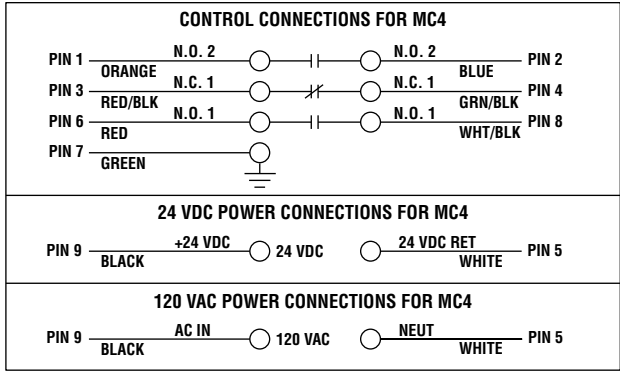 CONTROL CONNECTIONS FOR MC4
PIN 1 N.O. 2 N.O. 2 PIN 2
ORANGE BLUE
PIN 3 N.C. 1 N.C. 1 PIN 4
RED/BLK GRN/BLK
PIN 6 N.O. 1 N.O. 1 PIN 8
RED WHT/BLK
PIN 7
GREEN
24 VDC POWER CONNECTIONS FOR MC4
PIN 9 +24 VDC 24 VDC 24 VDC RET PIN 5
BLACK WHITE
120 VAC POWER CONNECTIONS FOR MC4
PIN 9 AC IN 120 VAC NEUT PIN 5
BLACK WHITE